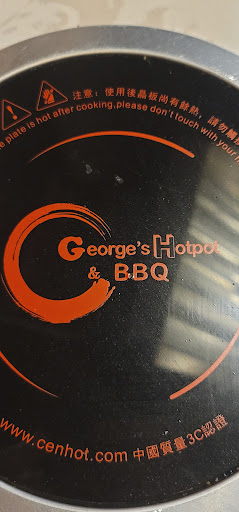 注意：使用後晶板尚有餘熱，請勿觸
plate is hot after cooking,please don't touch with your
George's Hotpot
& BBQ
www.cenhot.com 中國質量3C認證